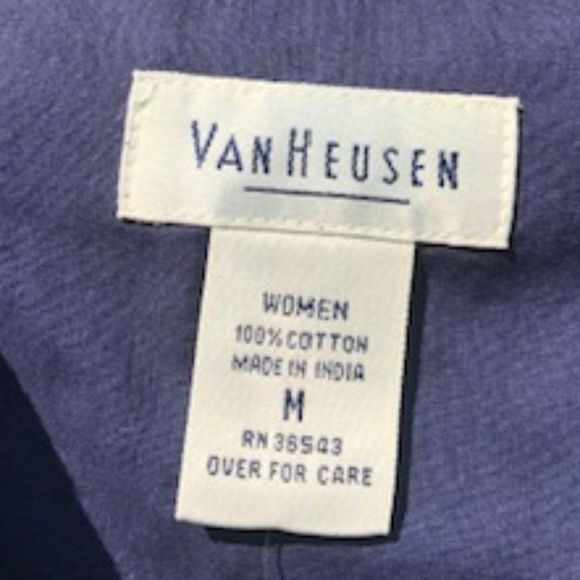 VAN HEUSEN
WOMEN
100% COTTON
MADE IN INDIA
M
RN 36543
OVER FOR CARE